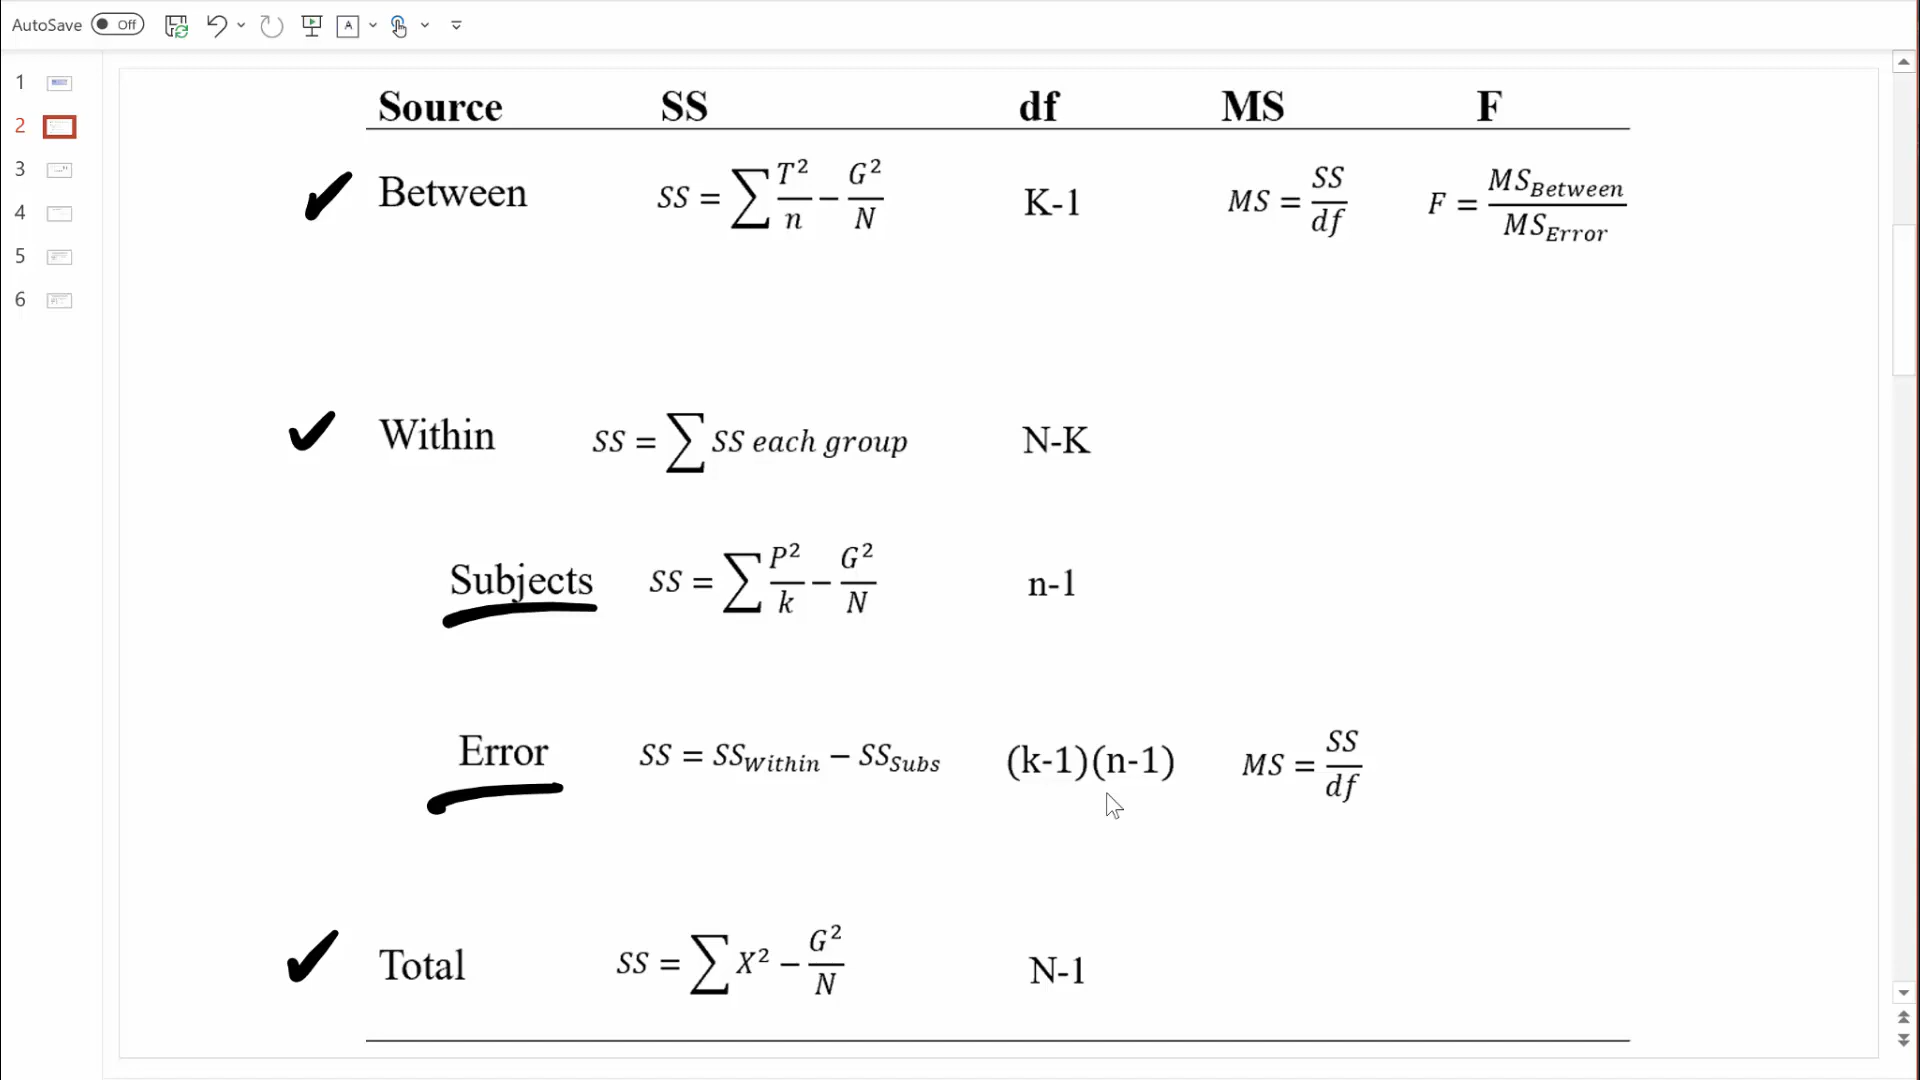 AutoSave Off A
1
2
3
4
5
6
Source SS df MS F
Between SS = ∑ T²/n − G²/N K-1 MS = SS/df F = MS_Between/MS_Error
Within SS = ∑ SS each group N-K
Subjects SS = ∑ P²/k − G²/N n-1
Error SS = SS_Within − SS_Subs (k-1)(n-1) MS = SS/df
Total SS = ∑ X² − G²/N N-1